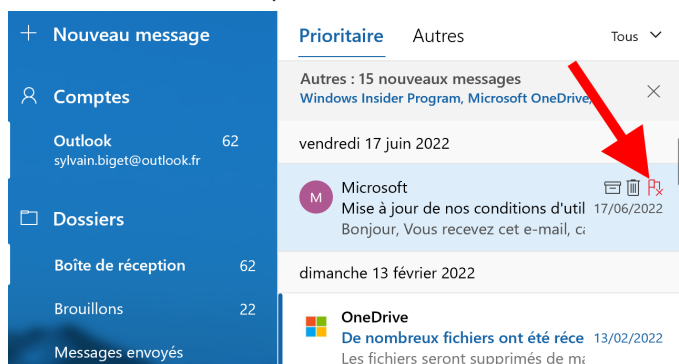 Nouveau message
Comptes
Outlook 62
sylvain.biget@outlook.fr
Dossiers
Boîte de réception 62
Brouillons 22
Messages envoyés
Prioritaire Autres Tous
Autres : 15 nouveaux messages
Windows Insider Program, Microsoft OneDrive,
vendredi 17 juin 2022
M
Microsoft
Mise à jour de nos conditions d'util 17/06/2022
Bonjour, Vous recevez cet e-mail, ca
dimanche 13 février 2022
OneDrive
De nombreux fichiers ont été réce 13/02/2022
Les fichiers seront supprimés de ma